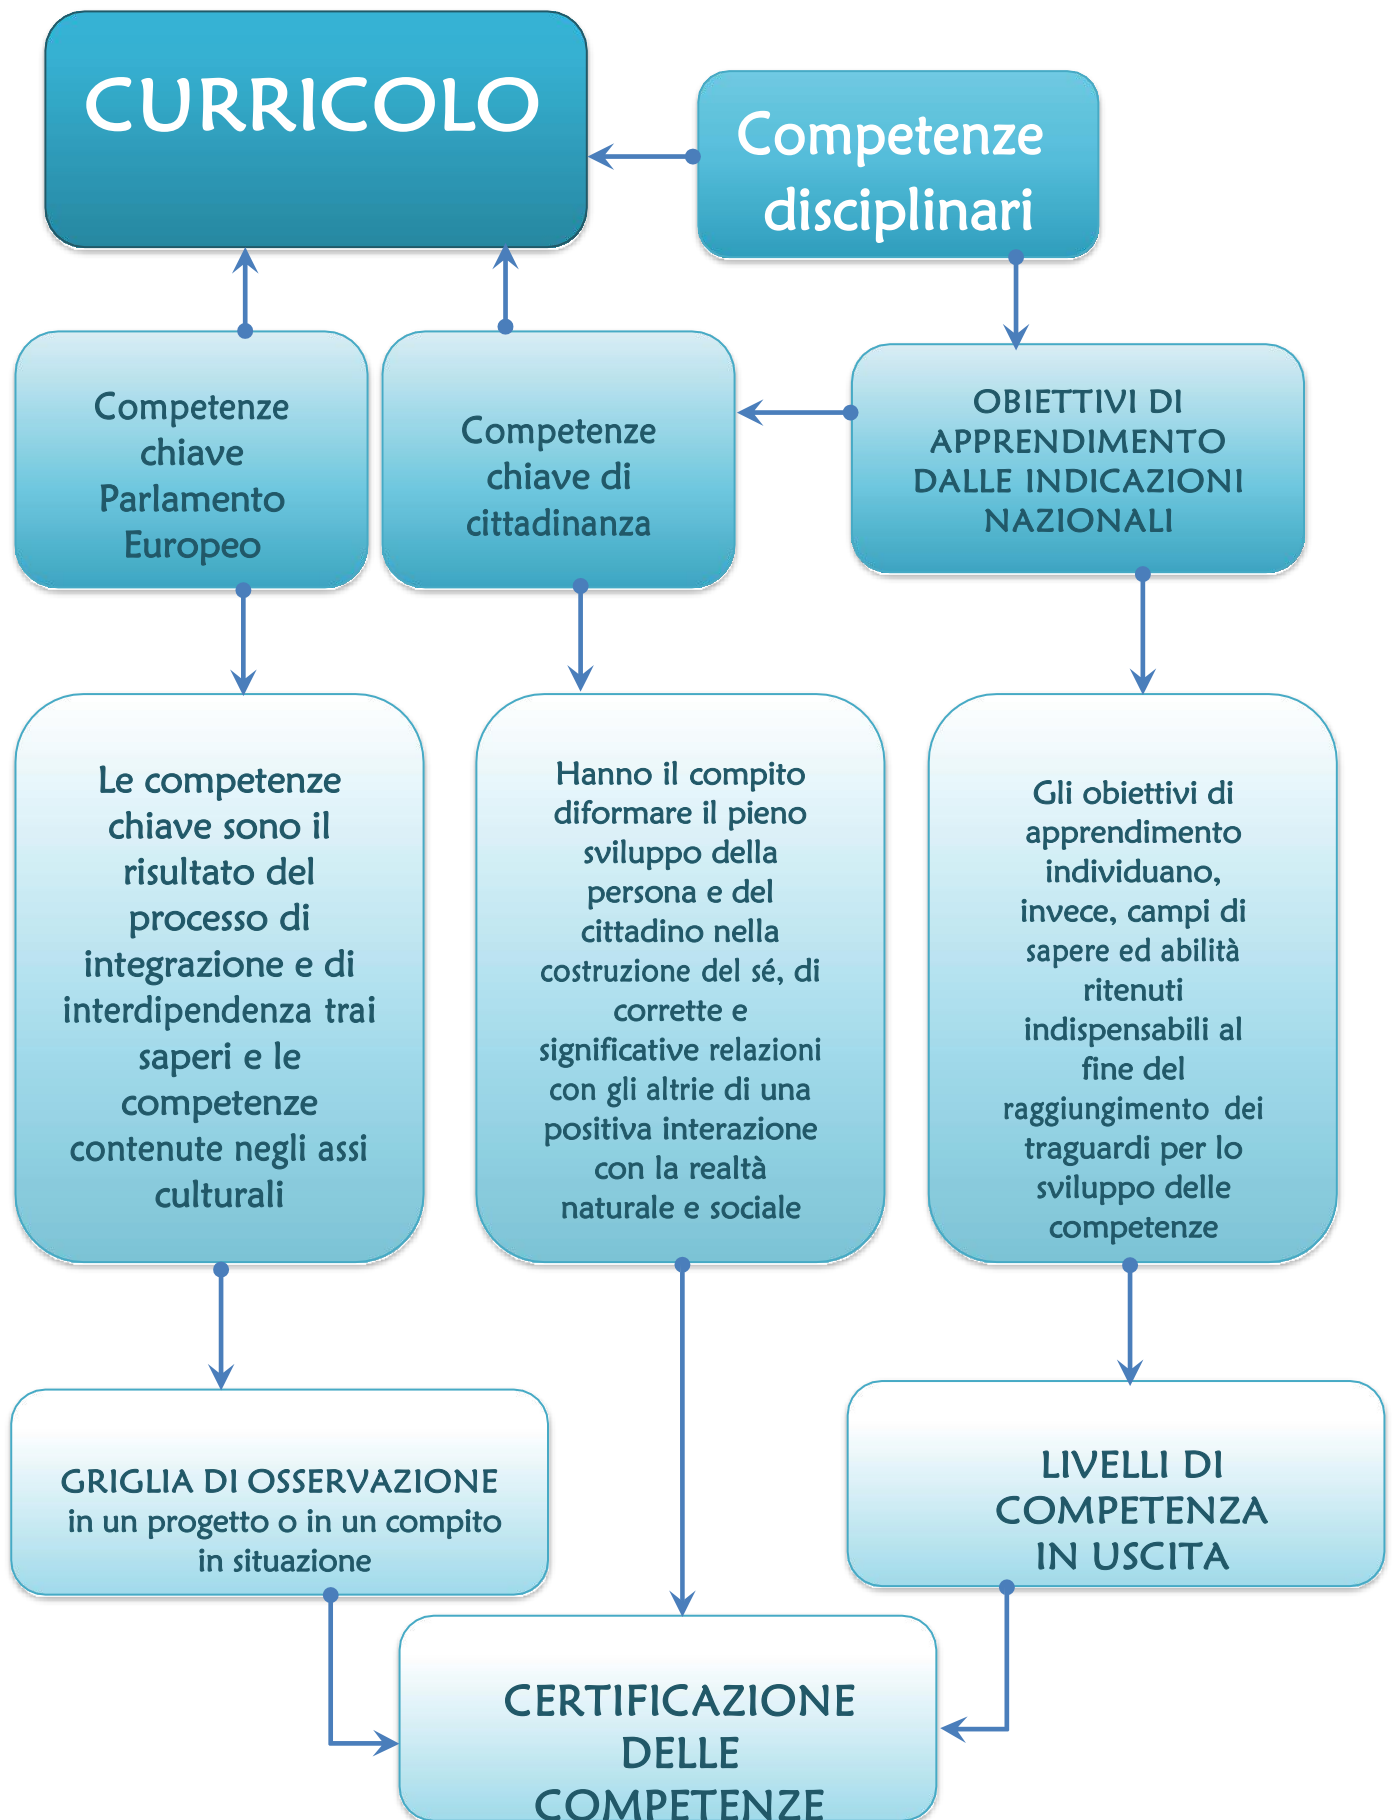 CURRICOLO
Competenze
disciplinari
Competenze
chiave
Parlamento
Europeo
Competenze
chiave di
cittadinanza
OBIETTIVI DI
APPRENDIMENTO
DALLE INDICAZIONI
NAZIONALI
Le competenze
chiave sono il
risultato del
processo di
integrazione e di
interdipendenza trai
saperi e le
competenze
contenute negli assi
culturali
Hanno il compito
diformare il pieno
sviluppo della
persona e del
cittadino nella
costruzione del sé, di
corrette e
significative relazioni
con gli altrie di una
positiva interazione
con la realtà
naturale e sociale
Gli obiettivi di
apprendimento
individuano,
invece, campi di
sapere ed abilità
ritenuti
indispensabili al
fine del
raggiungimento dei
traguardi per lo
sviluppo delle
competenze
GRIGLIA DI OSSERVAZIONE
in un progetto o in un compito
in situazione
LIVELLI DI
COMPETENZA
IN USCITA
CERTIFICAZIONE
DELLE
COMPETENZE